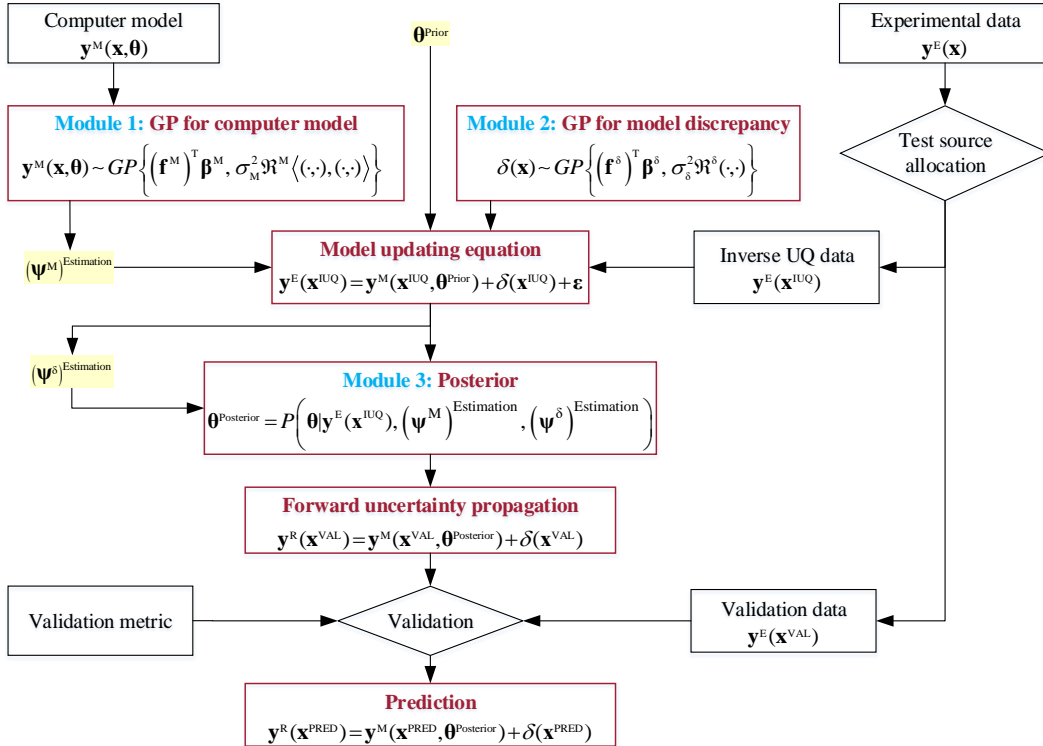 Computer model
y^M(x,θ)
θ^Prior
Experimental data
y^E(x)
Module 1: GP for computer model
y^M(x,θ)~GP{(f^M)^T β^M, σ_M^2 ℜ^M⟨(·,·),(·,·)⟩}
Module 2: GP for model discrepancy
δ(x)~GP{(f^δ)^T β^δ, σ_δ^2 ℜ^δ(·,·)}
Test source
allocation
(ψ^M)^Estimation
Model updating equation
y^E(x^IUQ)=y^M(x^IUQ,θ^Prior)+δ(x^IUQ)+ε
Inverse UQ data
y^E(x^IUQ)
(ψ^δ)^Estimation
Module 3: Posterior
θ^Posterior=P(θ|y^E(x^IUQ),(ψ^M)^Estimation,(ψ^δ)^Estimation)
Forward uncertainty propagation
y^R(x^VAL)=y^M(x^VAL,θ^Posterior)+δ(x^VAL)
Validation metric
Validation
Validation data
y^E(x^VAL)
Prediction
y^R(x^PRED)=y^M(x^PRED,θ^Posterior)+δ(x^PRED)